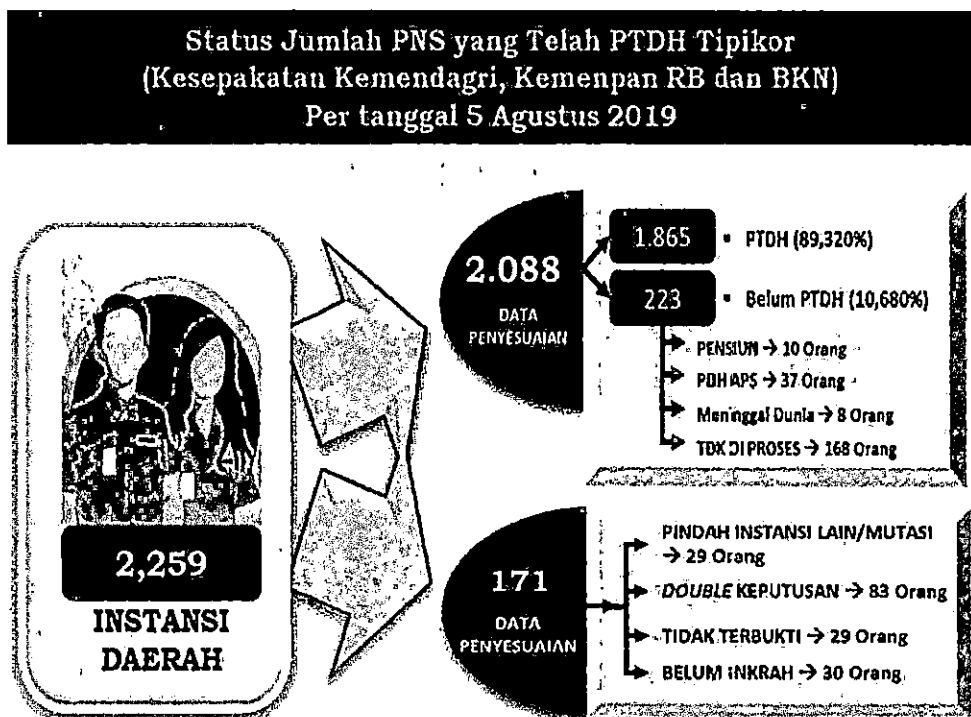 Status Jumlah PNS yang Telah PTDH Tipikor
(Kesepakatan Kemendagri, Kemenpan RB dan BKN)
Per tanggal 5 Agustus 2019
2,259
INSTANSI
DAERAH
2.088
DATA
PENYESUAIAN
1.865
▪ PTDH (89,320%)
223
▪ Belum PTDH (10,680%)
PENSIUN → 10 Orang
PDH APS → 37 Orang
Meninggal Dunia → 8 Orang
TDK DI PROSES → 168 Orang
171
DATA
PENYESUAIAN
PINDAH INSTANSI LAIN/MUTASI
→ 29 Orang
DOUBLE KEPUTUSAN → 83 Orang
TIDAK TERBUKTI → 29 Orang
BELUM INKRAH → 30 Orang